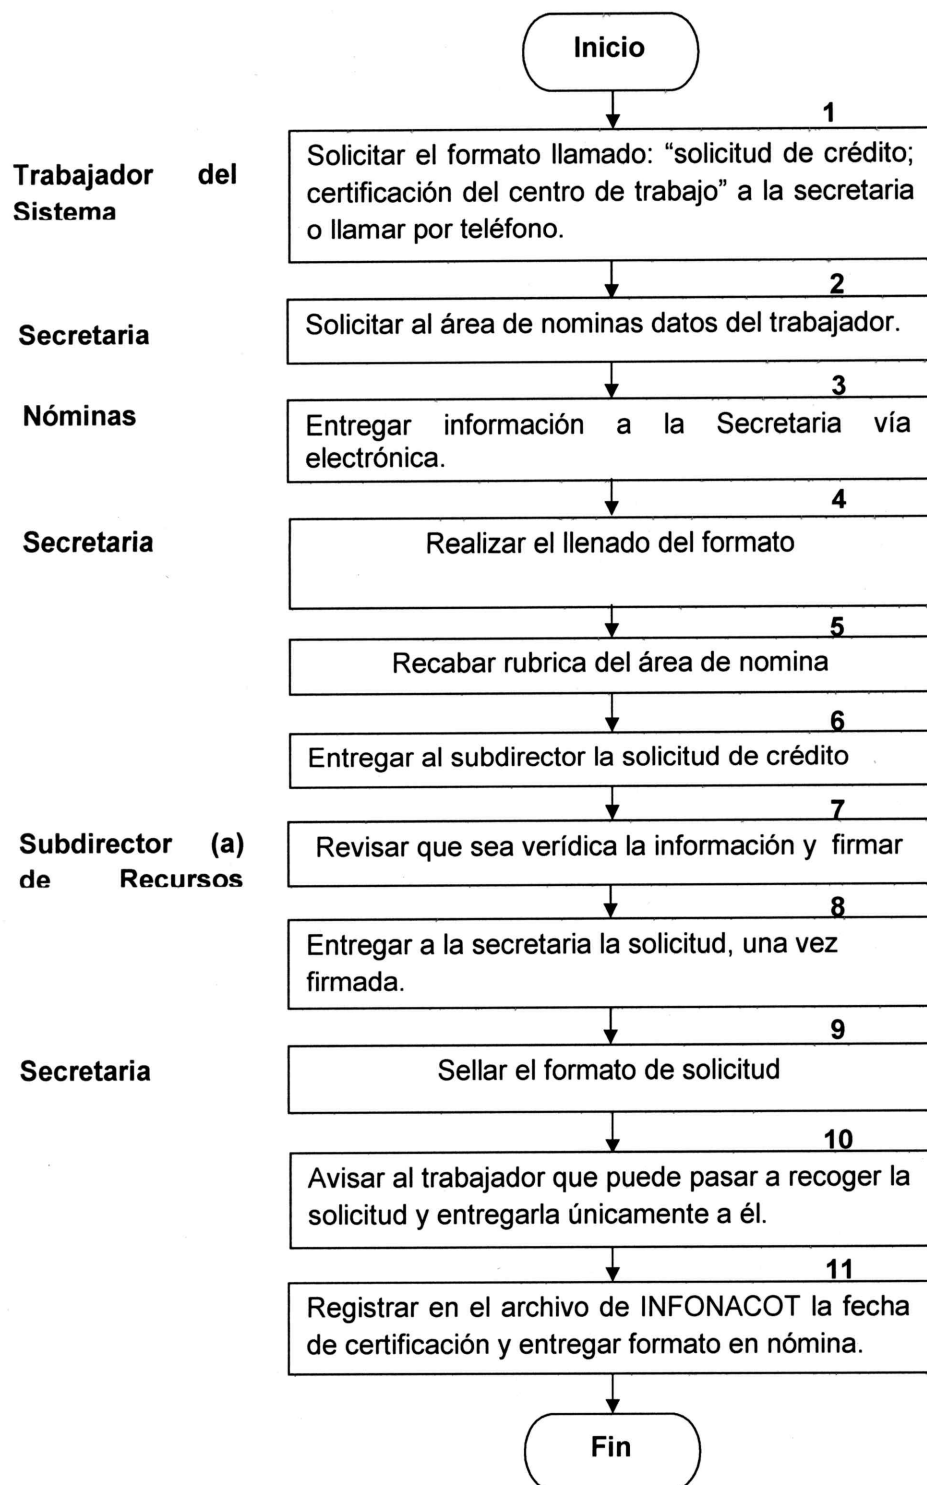 Inicio
1
Trabajador del
Sistema
Solicitar el formato llamado: “solicitud de crédito;
certificación del centro de trabajo” a la secretaria
o llamar por teléfono.
2
Secretaria
Solicitar al área de nominas datos del trabajador.
3
Nóminas
Entregar información a la Secretaria vía
electrónica.
4
Secretaria
Realizar el llenado del formato
5
Recabar rubrica del área de nomina
6
Entregar al subdirector la solicitud de crédito
7
Subdirector (a)
de Recursos
Revisar que sea verídica la información y firmar
8
Entregar a la secretaria la solicitud, una vez
firmada.
9
Secretaria
Sellar el formato de solicitud
10
Avisar al trabajador que puede pasar a recoger la
solicitud y entregarla únicamente a él.
11
Registrar en el archivo de INFONACOT la fecha
de certificación y entregar formato en nómina.
Fin